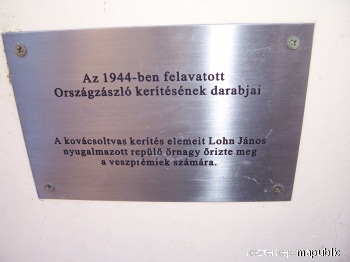 Az 1944-ben felavatott
Országzászló kerítésének darabjai
A kovácsoltvas kerítés elemeit Lohn János
nyugalmazott repülő őrnagy őrizte meg
a veszprémiek számára.